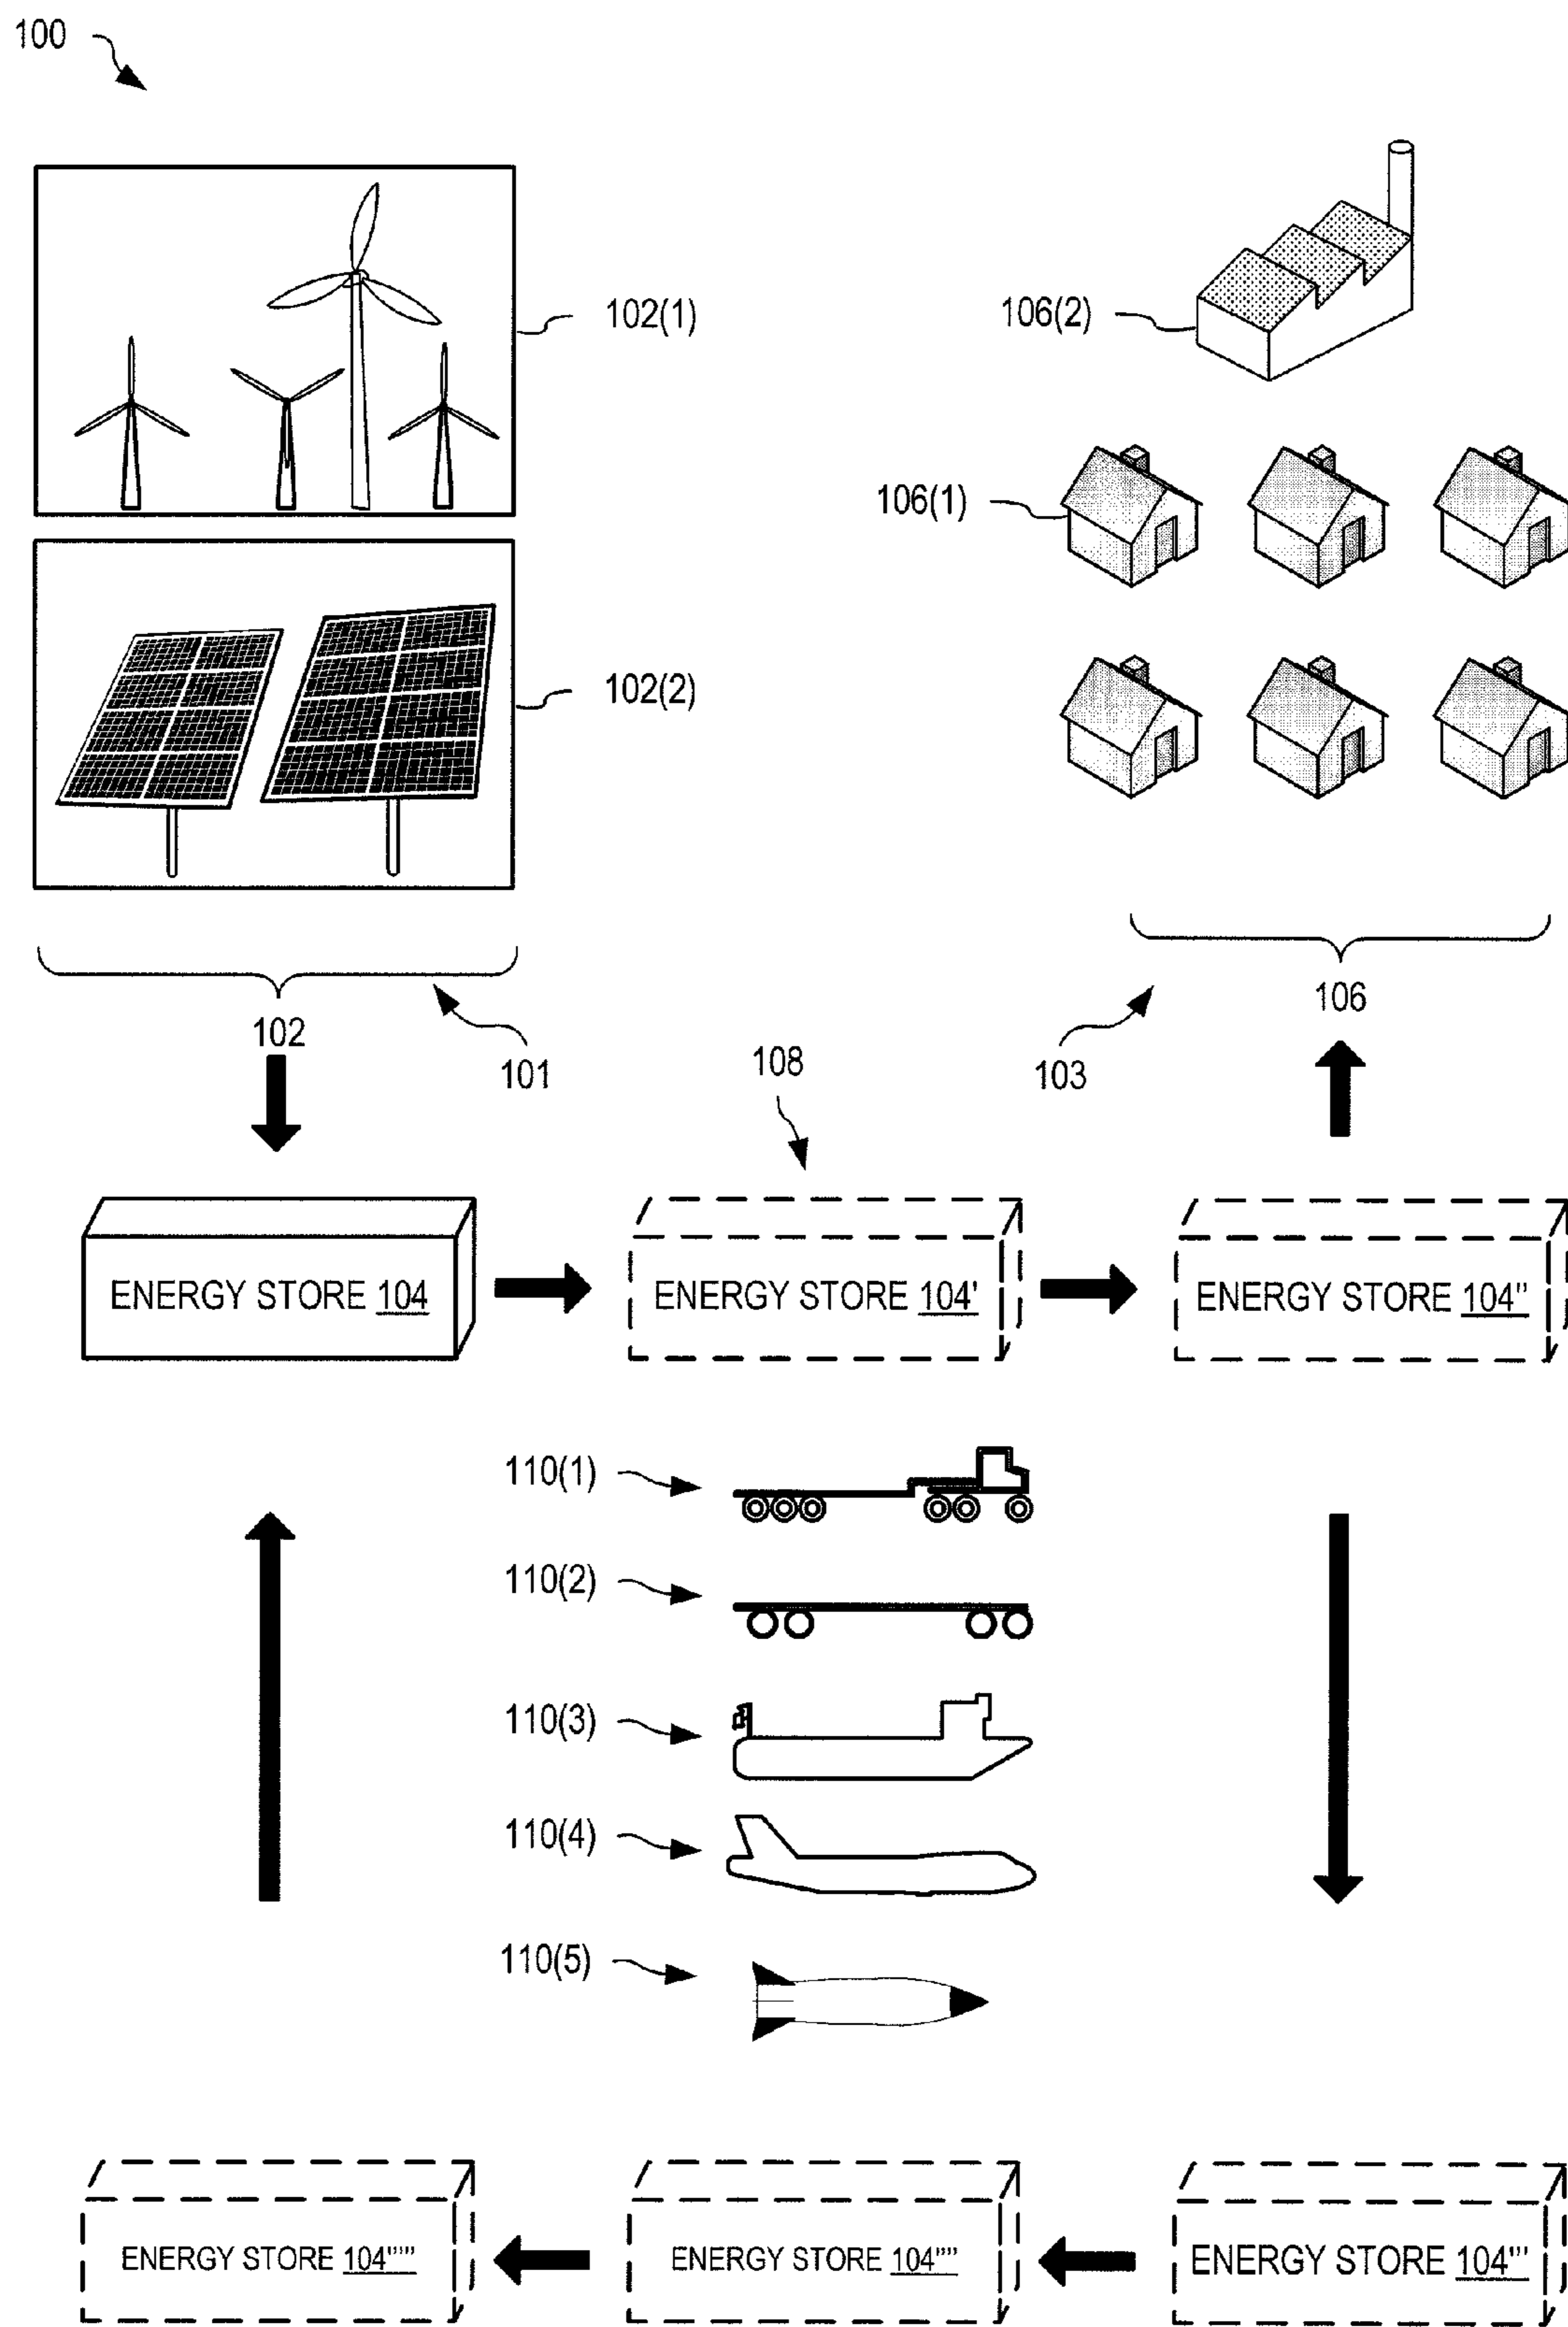 100
102(1)
106(2)
106(1)
102(2)
102
101
103
106
108
ENERGY STORE 104
ENERGY STORE 104'
ENERGY STORE 104''
110(1)
110(2)
110(3)
110(4)
110(5)
ENERGY STORE 104'''''
ENERGY STORE 104''''
ENERGY STORE 104'''